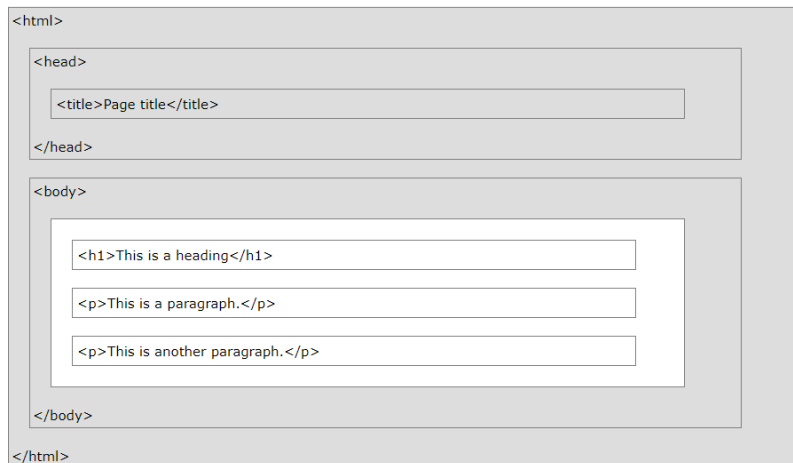 <html>
<head>
<title>Page title</title>
</head>
<body>
<h1>This is a heading</h1>
<p>This is a paragraph.</p>
<p>This is another paragraph.</p>
</body>
</html>